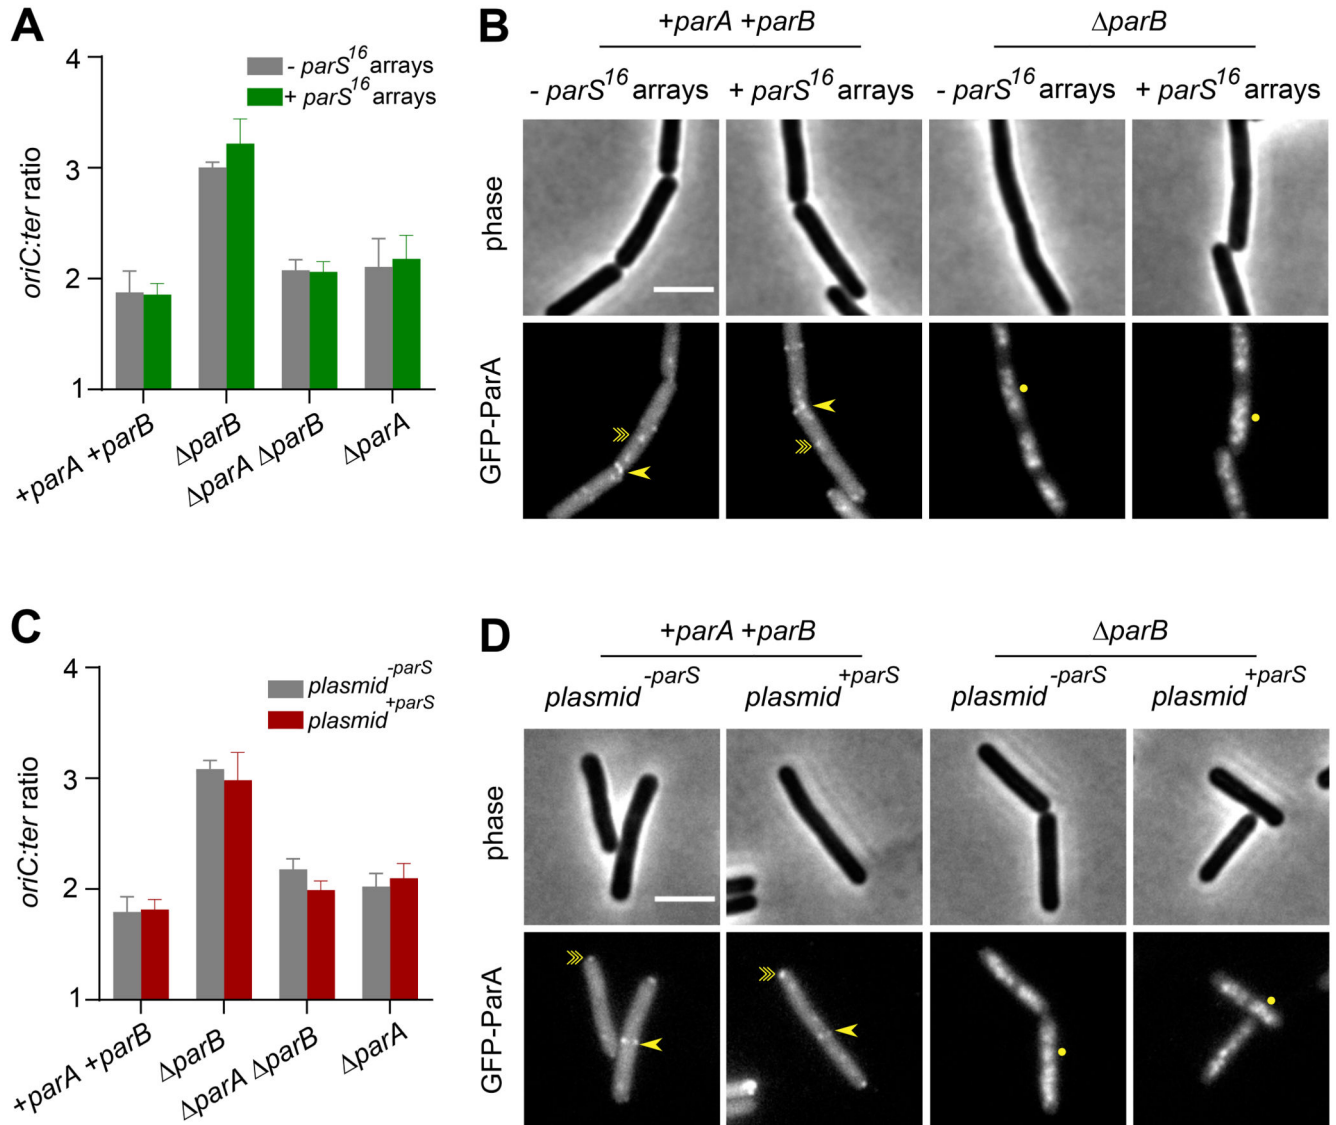 A
4
3
2
1
oriC:ter ratio
- parS16 arrays
+ parS16 arrays
+parA +parB
ΔparB
ΔparA ΔparB
ΔparA
B
+parA +parB
ΔparB
- parS16 arrays
+ parS16 arrays
- parS16 arrays
+ parS16 arrays
phase
GFP-ParA
C
4
3
2
1
oriC:ter ratio
plasmid-parS
plasmid+parS
+parA +parB
ΔparB
ΔparA ΔparB
ΔparA
D
+parA +parB
ΔparB
plasmid-parS
plasmid+parS
plasmid-parS
plasmid+parS
phase
GFP-ParA